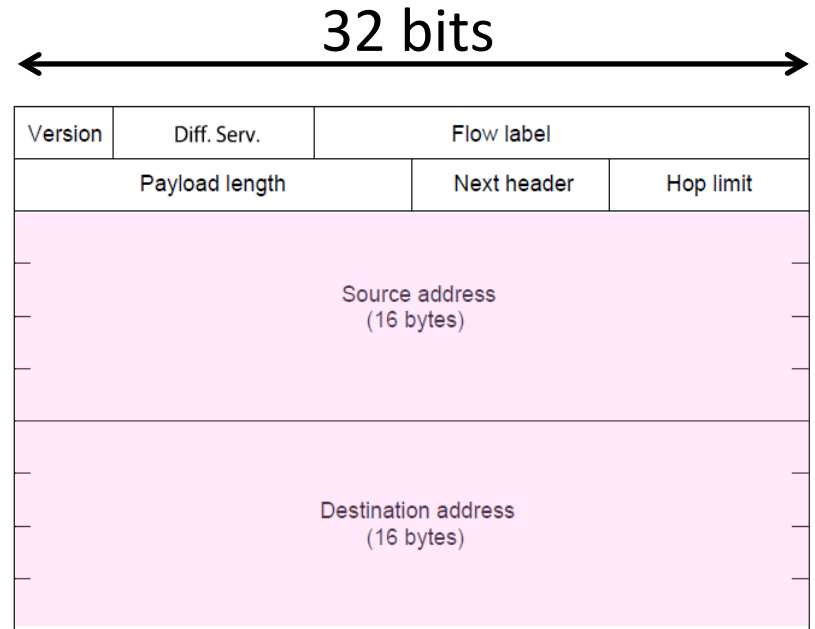 32 bits
Version Diff. Serv. Flow label
Payload length Next header Hop limit
Source address
(16 bytes)
Destination address
(16 bytes)